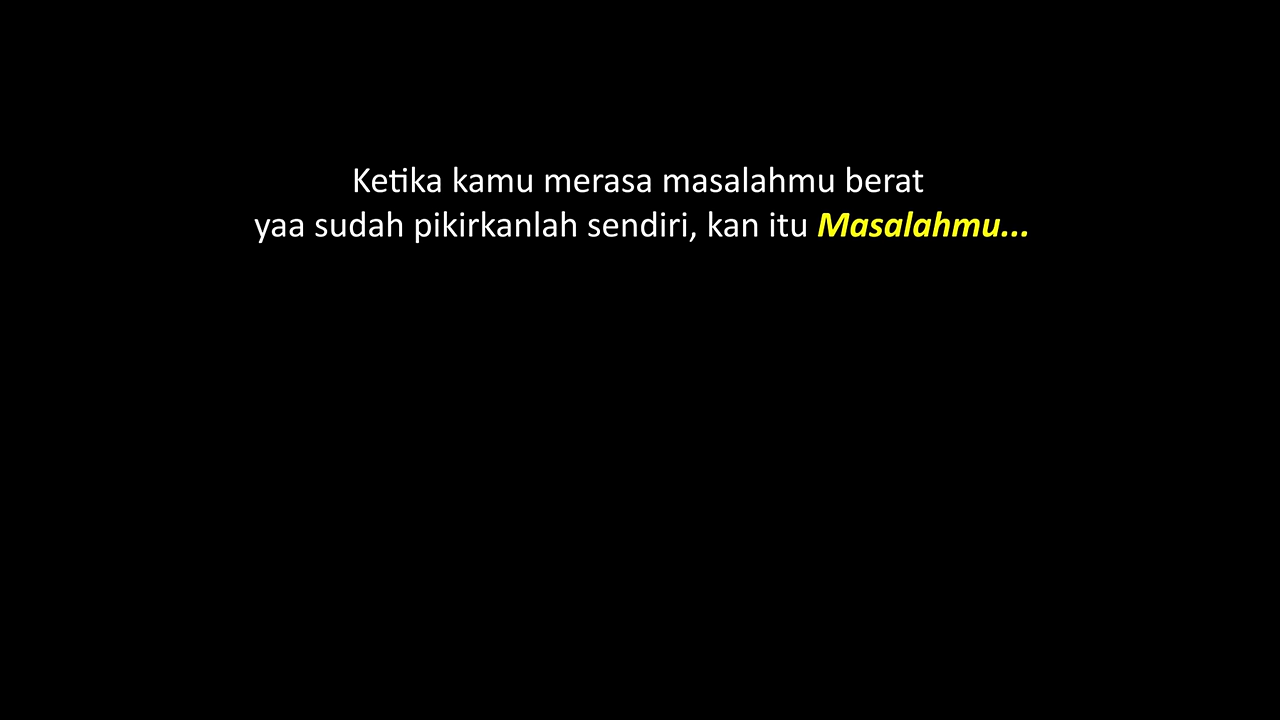 Ketika kamu merasa masalahmu berat
yaa sudah pikirkanlah sendiri, kan itu Masalahmu...